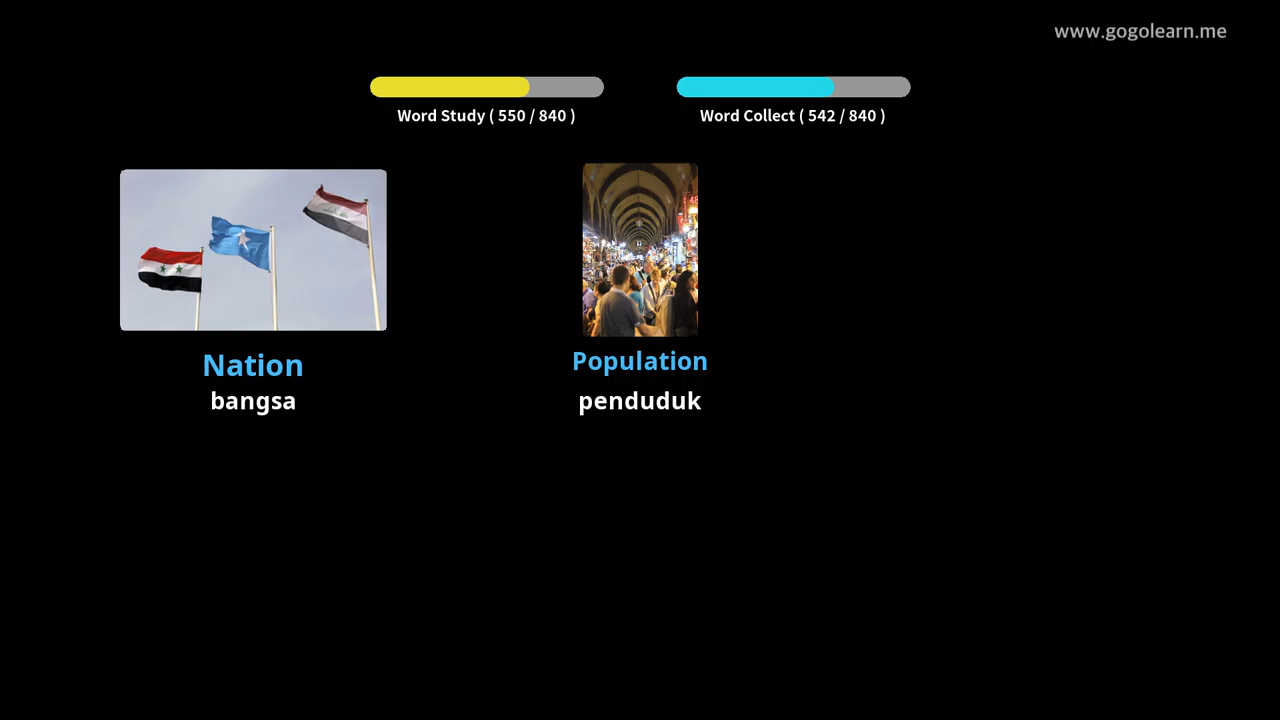 www.gogolearn.me
Word Study ( 550 / 840 )
Word Collect ( 542 / 840 )
Nation
bangsa
Population
penduduk